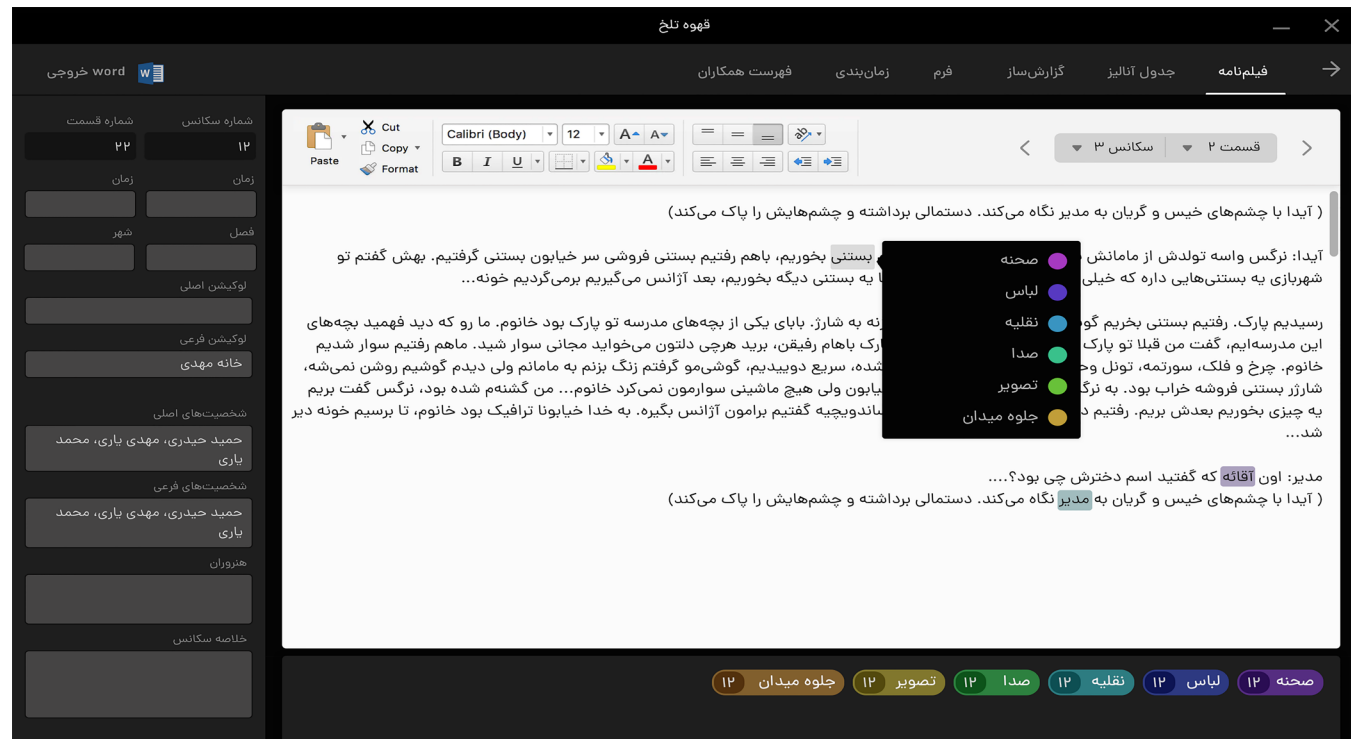 قهوه تلخ
فیلم‌نامه
جدول آنالیز
گزارش‌ساز
فرم
زمان‌بندی
فهرست همکاران
word خروجی
شماره سکانس
شماره قسمت
۱۲
۲۲
زمان
زمان
فصل
شهر
لوکیشن اصلی
لوکیشن فرعی
خانه مهدی
شخصیت‌های اصلی
حمید حیدری، مهدی یاری، محمد
یاری
شخصیت‌های فرعی
حمید حیدری، مهدی یاری، محمد
یاری
هنروران
خلاصه سکانس
Paste
Cut
Copy
Format
Calibri (Body)
12
A A
B I U
A
قسمت ۲
سکانس ۳
( آیدا با چشم‌های خیس و گریان به مدیر نگاه می‌کند. دستمالی برداشته و چشم‌هایش را پاک می‌کند)
آیدا: نرگس واسه تولدش از مامانش بستنی بخوریم، باهم رفتیم بستنی فروشی سر خیابون بستنی گرفتیم. بهش گفتم تو
شهربازی یه بستنی‌هایی داره که خیلی یه بستنی دیگه بخوریم، بعد آژانس می‌گیریم برمی‌گردیم خونه...
رسیدیم پارک. رفتیم بستنی بخریم به شارژ. بابای یکی از بچه‌های مدرسه تو پارک بود خانوم. ما رو که دید فهمید بچه‌های
این مدرسه‌ایم، گفت من قبلا تو پارک باهام رفیقن، برید هرچی دلتون می‌خواید مجانی سوار شید. ماهم رفتیم سوار شدیم
خانوم. چرخ و فلک، سورتمه، تونل شده، سریع دوییدیم، گوشی‌مو گرفتم زنگ بزنم به مامانم ولی دیدم گوشیم روشن نمی‌شه،
شارژر بستنی فروشه خراب بود. به ولی هیچ ماشینی سوارمون نمی‌کرد خانوم... من گشنه‌م شده بود، نرگس گفت بریم
یه چیزی بخوریم بعدش بریم. رفتیم ساندویچیه گفتیم برامون آژانس بگیره. به خدا خیابونا ترافیک بود خانوم، تا برسیم خونه دیر
شد...
مدیر: اون آقائه که گفتید اسم دخترش چی بود؟....
( آیدا با چشم‌های خیس و گریان به مدیر نگاه می‌کند. دستمالی برداشته و چشم‌هایش را پاک می‌کند)
صحنه
لباس
نقلیه
صدا
تصویر
جلوه میدان
صحنه ۱۲
لباس ۱۲
نقلیه ۱۲
صدا ۱۲
تصویر ۱۲
جلوه میدان ۱۲